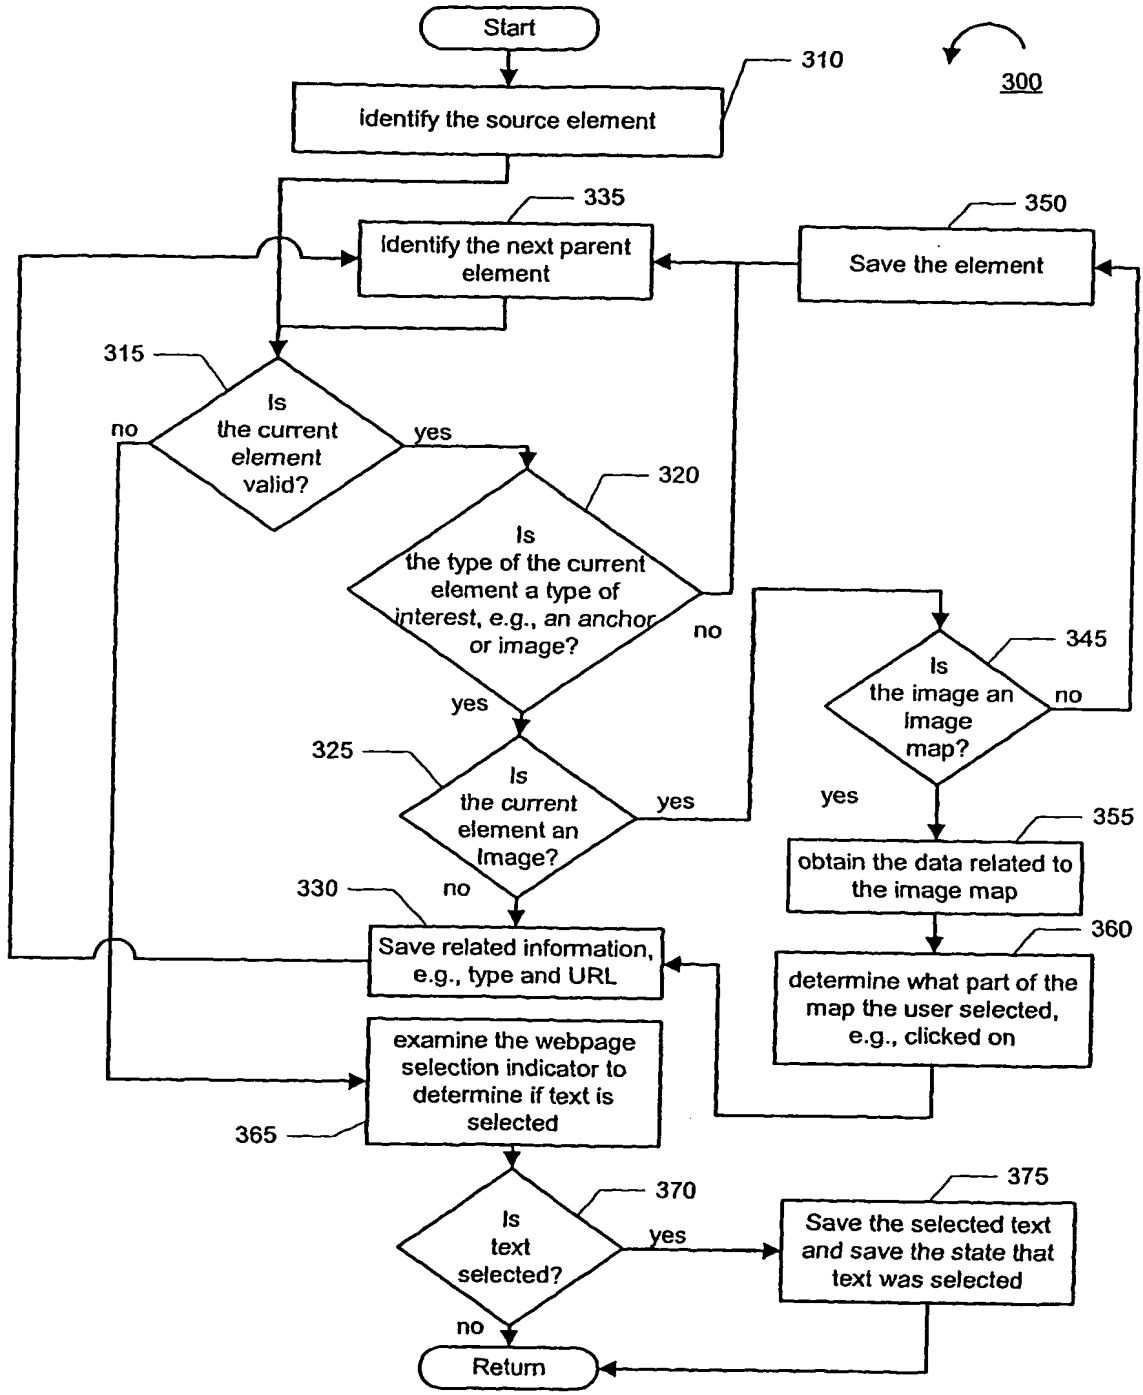 Start
300
310
identify the source element
335
identify the next parent
element
350
Save the element
315
Is
the current
element
valid?
no
yes
320
Is
the type of the current
element a type of
interest, e.g., an anchor
or image?
no
yes
345
Is
the image an
image
map?
no
yes
325
Is
the current
element an
Image?
yes
no
355
obtain the data related to
the image map
330
Save related information,
e.g., type and URL
360
determine what part of the
map the user selected,
e.g., clicked on
examine the webpage
selection indicator to
determine if text is
selected
365
370
Is
text
selected?
yes
no
375
Save the selected text
and save the state that
text was selected
Return